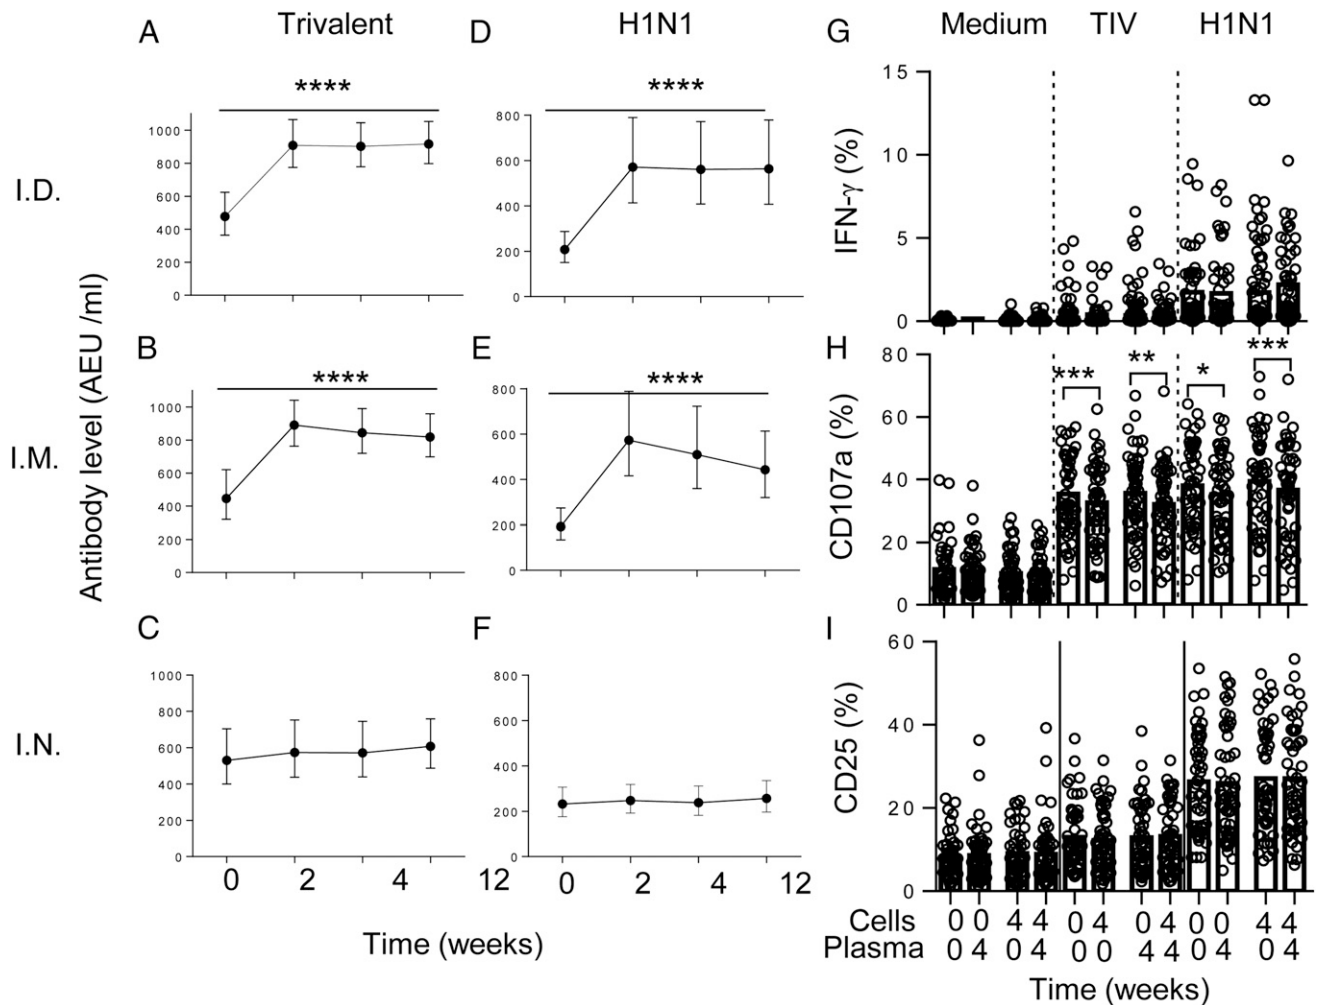 A Trivalent D H1N1 G Medium TIV H1N1
I.D.
I.M.
I.N.
Antibody level (AEU /ml)
****
1000
800
600
400
200
0
****
800
600
400
200
0
B
****
1000
800
600
400
200
0
E
****
800
600
400
200
0
C
1000
800
600
400
200
0
F
800
600
400
200
0
0 2 4 12 0 2 4 12
Time (weeks)
IFN-γ (%)
15
10
5
0
H
CD107a (%)
80
60
40
20
0
*** ** * ***
I
CD25 (%)
60
40
20
0
Cells 0 0 4 4 0 4 0 4 0 0 4 4
Plasma 0 4 0 4 0 0 4 4 0 4 0 4
Time (weeks)